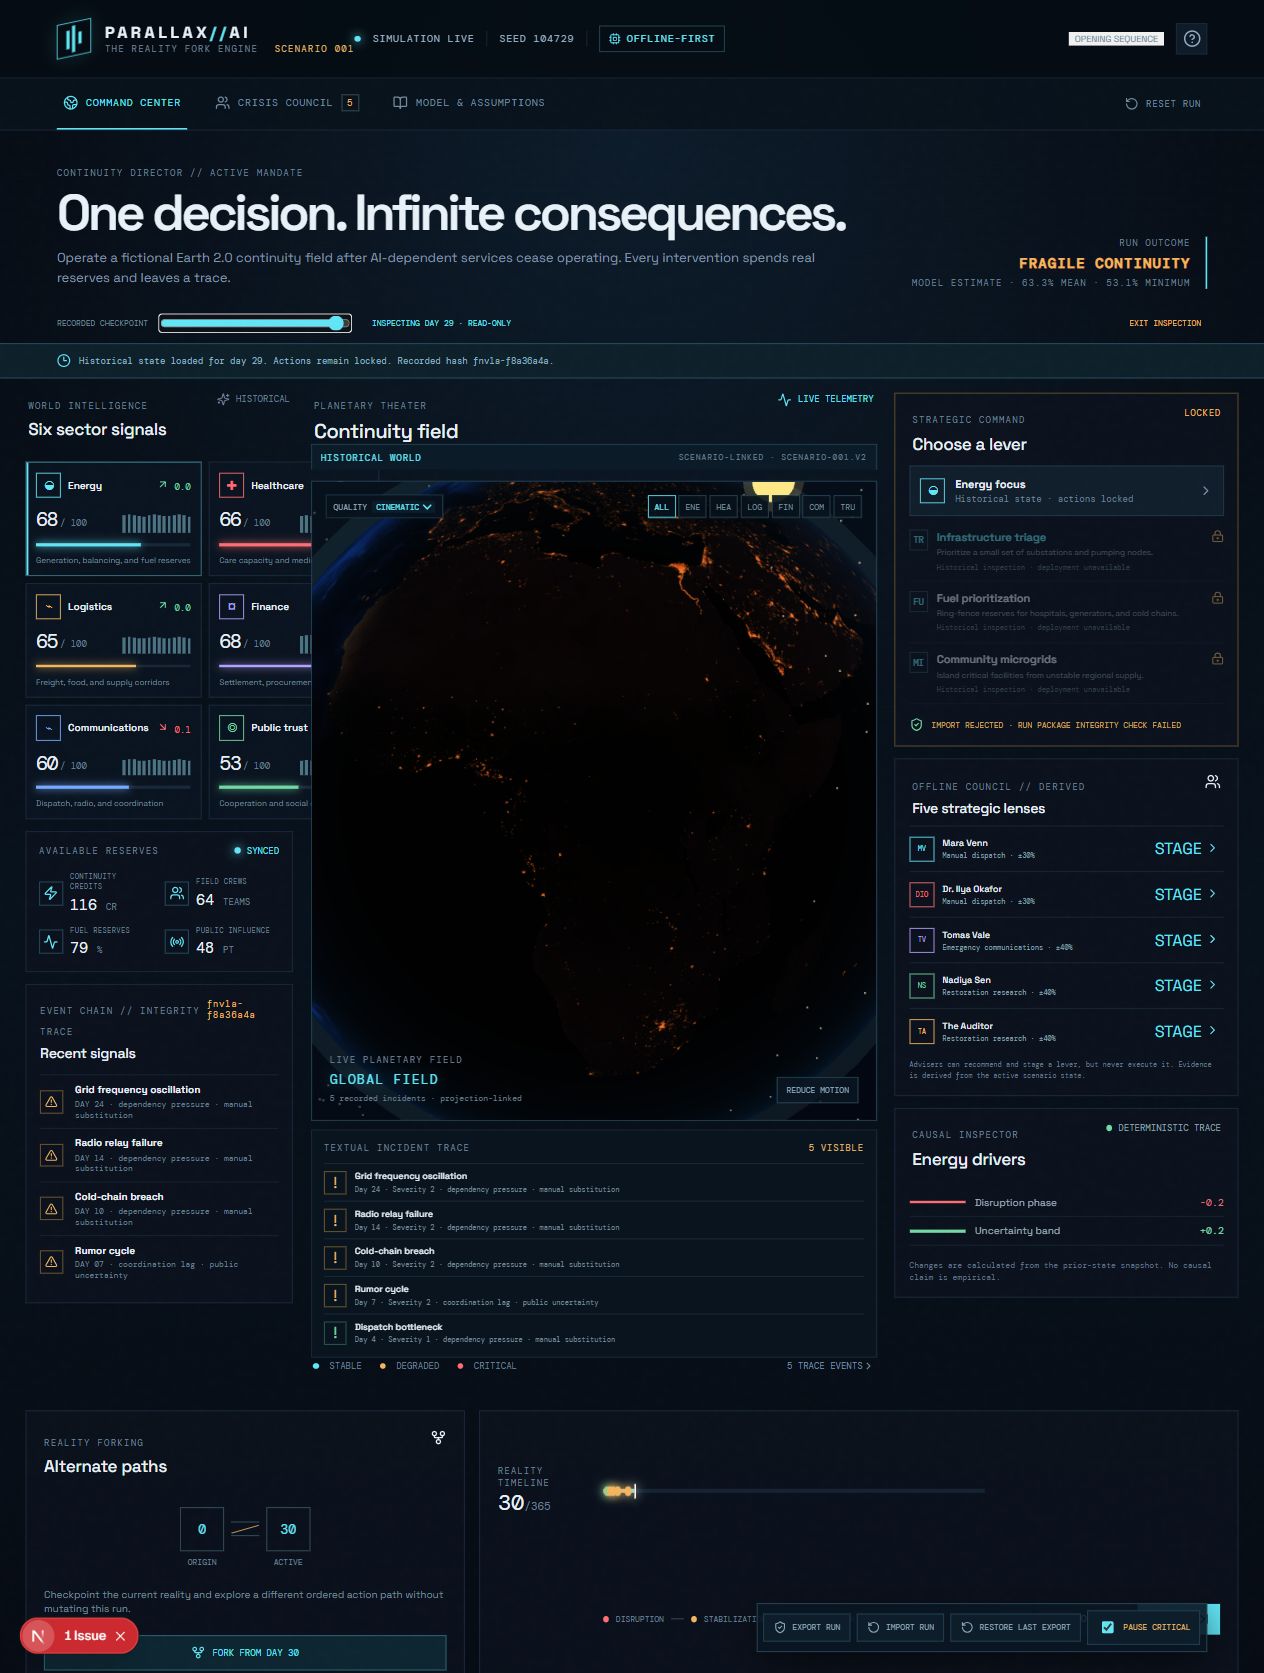 PARALLAX//AI
THE REALITY FORK ENGINE
SCENARIO 001
SIMULATION LIVE
SEED 104729
OFFLINE-FIRST
OPENING SEQUENCE
COMMAND CENTER
CRISIS COUNCIL 5
MODEL & ASSUMPTIONS
RESET RUN
CONTINUITY DIRECTOR // ACTIVE MANDATE
One decision. Infinite consequences.
Operate a fictional Earth 2.0 continuity field after AI-dependent services cease operating. Every intervention spends real
reserves and leaves a trace.
RUN OUTCOME
FRAGILE CONTINUITY
MODEL ESTIMATE · 63.3% MEAN · 53.1% MINIMUM
RECORDED CHECKPOINT
INSPECTING DAY 29 · READ-ONLY
EXIT INSPECTION
Historical state loaded for day 29. Actions remain locked. Recorded hash fnv1a-f8a36a4a.
WORLD INTELLIGENCE
HISTORICAL
Six sector signals
Energy
0.0
68 / 100
Generation, balancing, and fuel reserves
Healthcare
66 / 100
Care capacity and medi
Logistics
0.0
65 / 100
Freight, food, and supply corridors
Finance
68 / 100
Settlement, procuremen
Communications
0.1
60 / 100
Dispatch, radio, and coordination
Public trust
53 / 100
Cooperation and social
AVAILABLE RESERVES
SYNCED
CONTINUITY
CREDITS
116 CR
FIELD CREWS
64 TEAMS
FUEL RESERVES
79 %
PUBLIC INFLUENCE
48 PT
EVENT CHAIN // INTEGRITY
TRACE
fnv1a-
f8a36a4a
Recent signals
Grid frequency oscillation
DAY 24 · dependency pressure · manual
substitution
Radio relay failure
DAY 14 · dependency pressure · manual
substitution
Cold-chain breach
DAY 10 · dependency pressure · manual
substitution
Rumor cycle
DAY 07 · coordination lag · public
uncertainty
PLANETARY THEATER
LIVE TELEMETRY
Continuity field
HISTORICAL WORLD
SCENARIO-LINKED · SCENARIO-001.V2
QUALITY CINEMATIC
ALL ENE HEA LOG FIN COM TRU
LIVE PLANETARY FIELD
GLOBAL FIELD
5 recorded incidents · projection-linked
REDUCE MOTION
TEXTUAL INCIDENT TRACE
5 VISIBLE
Grid frequency oscillation
Day 24 · Severity 2 · dependency pressure · manual substitution
Radio relay failure
Day 14 · Severity 2 · dependency pressure · manual substitution
Cold-chain breach
Day 10 · Severity 2 · dependency pressure · manual substitution
Rumor cycle
Day 7 · Severity 2 · coordination lag · public uncertainty
Dispatch bottleneck
Day 4 · Severity 1 · dependency pressure · manual substitution
STABLE
DEGRADED
CRITICAL
5 TRACE EVENTS
STRATEGIC COMMAND
LOCKED
Choose a lever
Energy focus
Historical state · actions locked
TR
Infrastructure triage
Prioritize a small set of substations and pumping nodes.
Historical inspection · deployment unavailable
FU
Fuel prioritization
Ring-fence reserves for hospitals, generators, and cold chains.
Historical inspection · deployment unavailable
MI
Community microgrids
Island critical facilities from unstable regional supply.
Historical inspection · deployment unavailable
IMPORT REJECTED · RUN PACKAGE INTEGRITY CHECK FAILED
OFFLINE COUNCIL // DERIVED
Five strategic lenses
MV
Mara Venn
Manual dispatch · ±30%
STAGE
DIO
Dr. Ilya Okafor
Manual dispatch · ±30%
STAGE
TV
Tomas Vale
Emergency communications · ±40%
STAGE
NS
Nadiya Sen
Restoration research · ±40%
STAGE
TA
The Auditor
Restoration research · ±40%
STAGE
Advisers can recommend and stage a lever, but never execute it. Evidence
is derived from the active scenario state.
CAUSAL INSPECTOR
DETERMINISTIC TRACE
Energy drivers
Disruption phase
-0.2
Uncertainty band
+0.2
Changes are calculated from the prior-state snapshot. No causal
claim is empirical.
REALITY FORKING
Alternate paths
0
30
ORIGIN
ACTIVE
Checkpoint the current reality and explore a different ordered action path without
mutating this run.
FORK FROM DAY 30
N 1 Issue
REALITY
TIMELINE
30/365
DISRUPTION
STABILIZATI
EXPORT RUN
IMPORT RUN
RESTORE LAST EXPORT
PAUSE CRITICAL